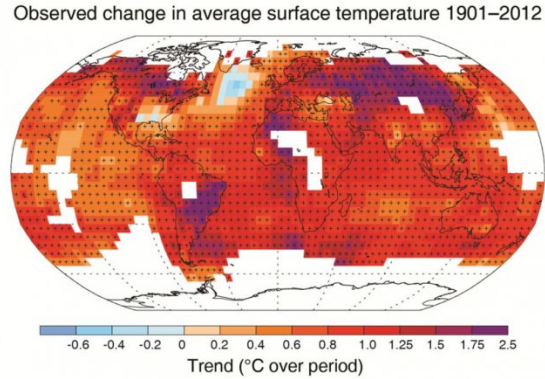 Observed change in average surface temperature 1901–2012
-0.6 -0.4 -0.2 0 0.2 0.4 0.6 0.8 1.0 1.25 1.5 1.75 2.5
Trend (°C over period)